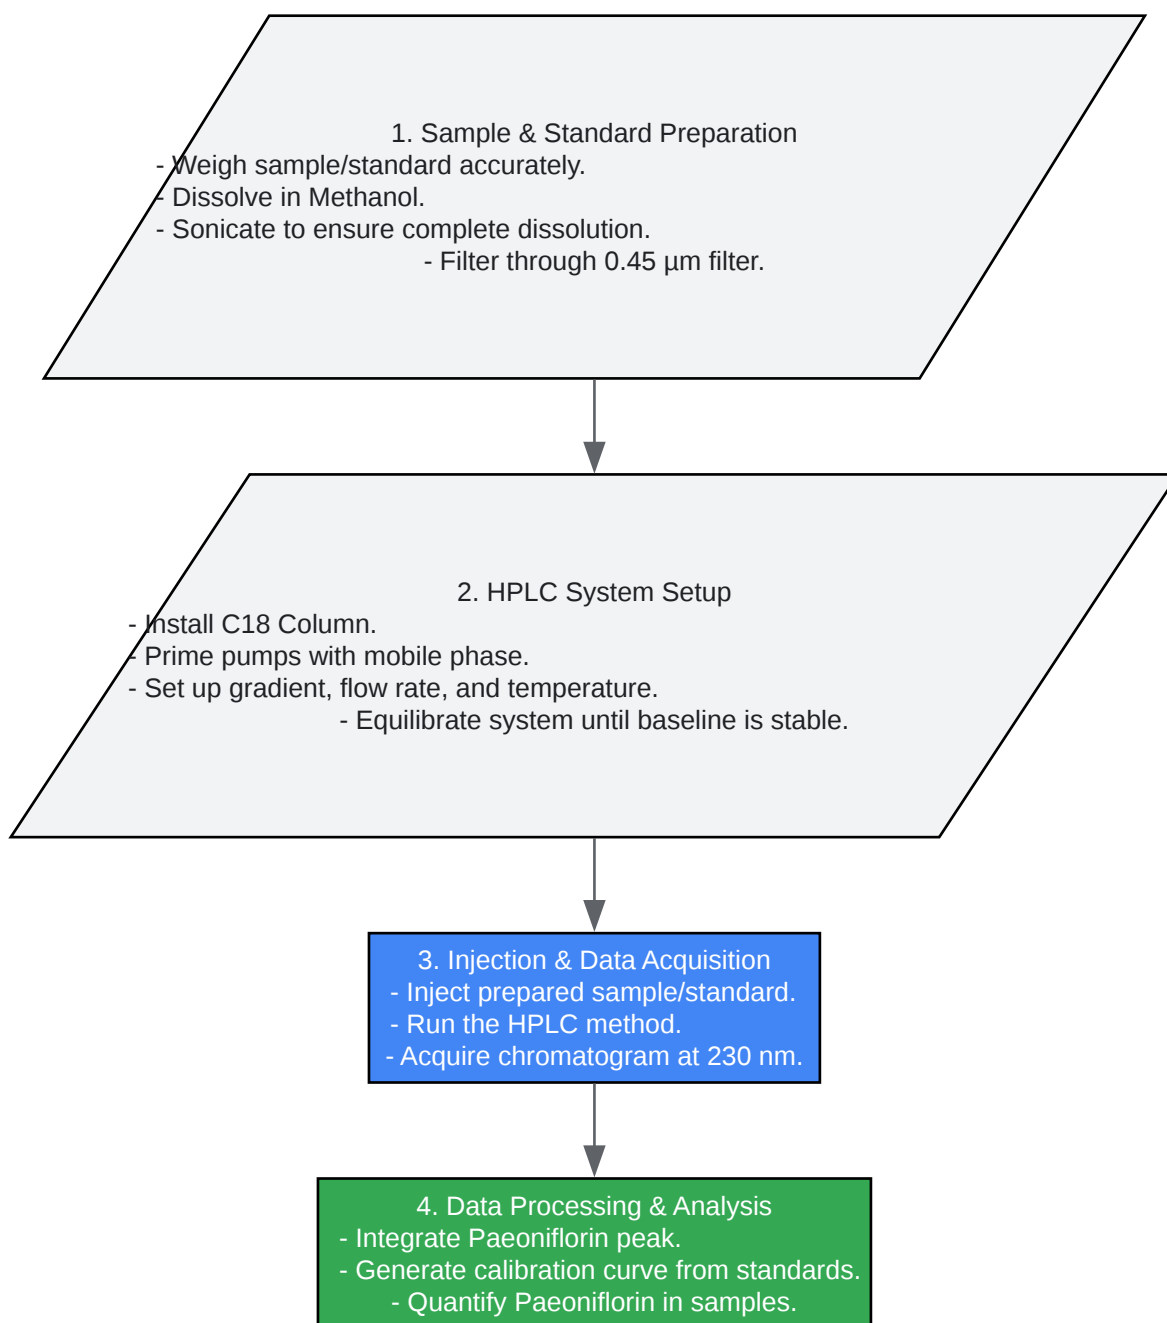 1. Sample & Standard Preparation
- Weigh sample/standard accurately.
- Dissolve in Methanol.
- Sonicate to ensure complete dissolution.
- Filter through 0.45 µm filter.
2. HPLC System Setup
- Install C18 Column.
- Prime pumps with mobile phase.
- Set up gradient, flow rate, and temperature.
- Equilibrate system until baseline is stable.
3. Injection & Data Acquisition
- Inject prepared sample/standard.
- Run the HPLC method.
- Acquire chromatogram at 230 nm.
4. Data Processing & Analysis
- Integrate Paeoniflorin peak.
- Generate calibration curve from standards.
- Quantify Paeoniflorin in samples.